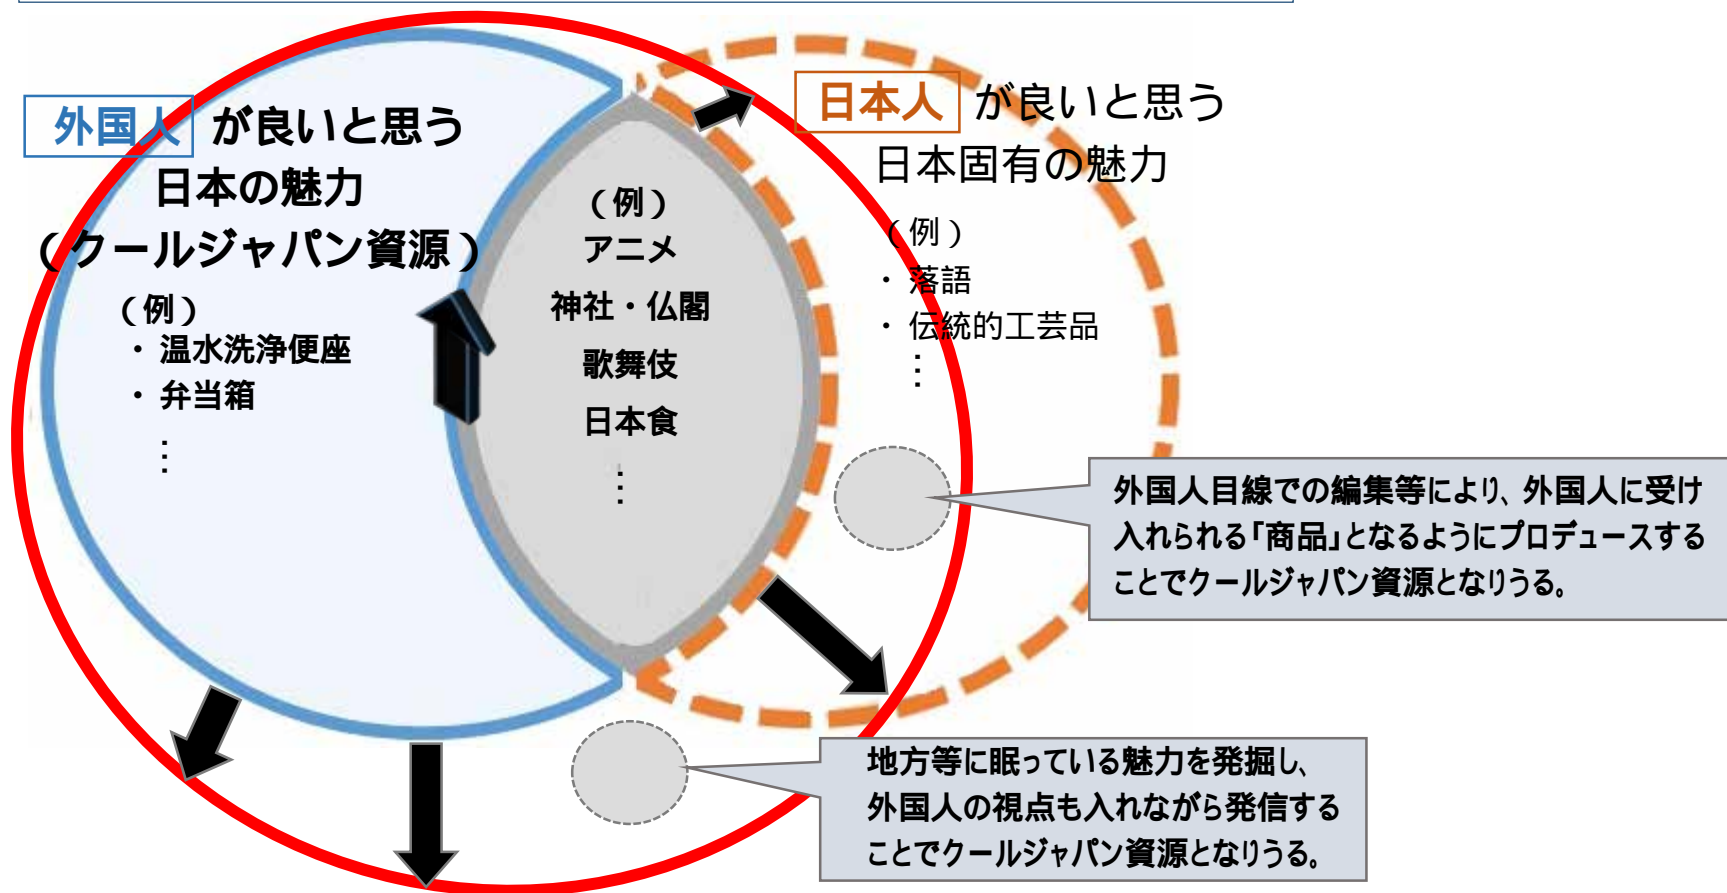 外国人 が良いと思う
日本の魅力
(クールジャパン資源)
(例)
・ 温水洗浄便座
・ 弁当箱
⋮
(例)
アニメ
神社・仏閣
歌舞伎
日本食
⋮
日本人 が良いと思う
日本固有の魅力
(例)
・ 落語
・ 伝統的工芸品
⋮
外国人目線での編集等により、外国人に受け
入れられる「商品」となるようにプロデュースする
ことでクールジャパン資源となりうる。
地方等に眠っている魅力を発掘し、
外国人の視点も入れながら発信する
ことでクールジャパン資源となりうる。